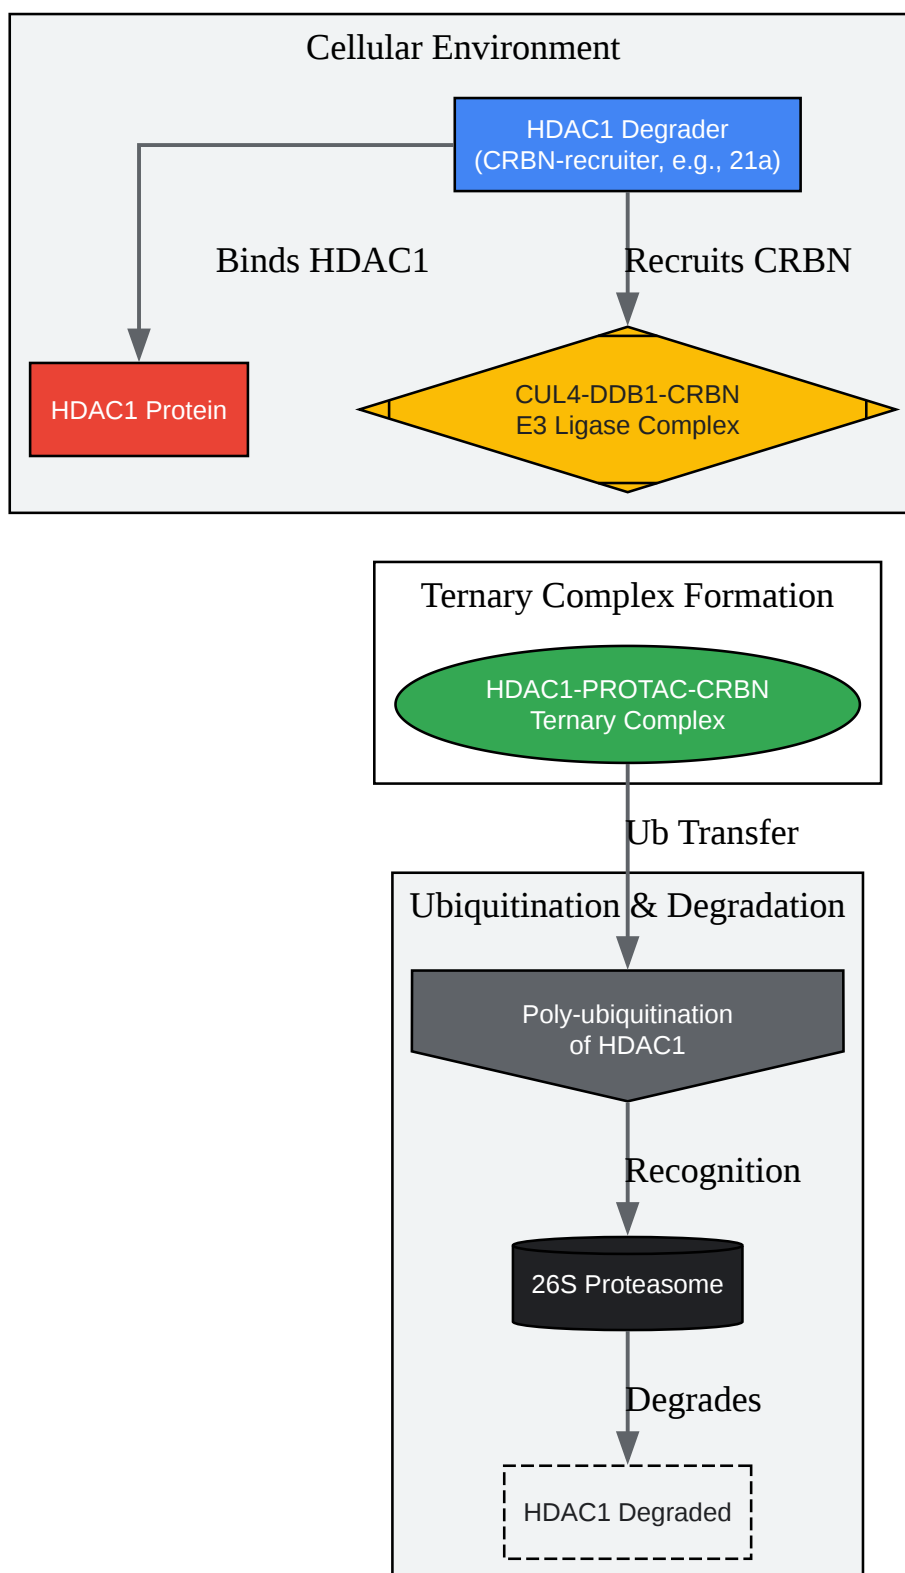 Cellular Environment
HDAC1 Degrader
(CRBN-recruiter, e.g., 21a)
Binds HDAC1
Recruits CRBN
HDAC1 Protein
CUL4-DDB1-CRBN
E3 Ligase Complex
Ternary Complex Formation
HDAC1-PROTAC-CRBN
Ternary Complex
Ub Transfer
Ubiquitination & Degradation
Poly-ubiquitination
of HDAC1
Recognition
26S Proteasome
Degrades
HDAC1 Degraded